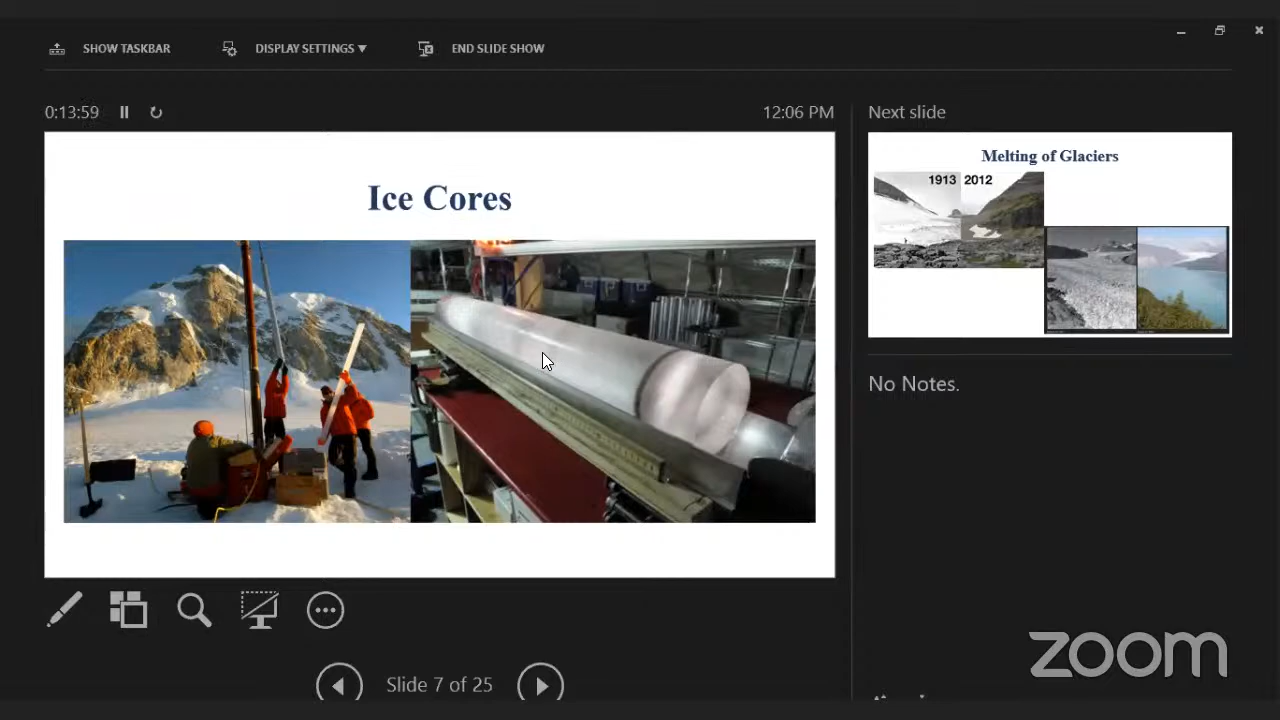 SHOW TASKBAR
DISPLAY SETTINGS ▼
END SLIDE SHOW
0:13:59
12:06 PM
Next slide
Ice Cores
Melting of Glaciers
1913 2012
No Notes.
Slide 7 of 25
zoom